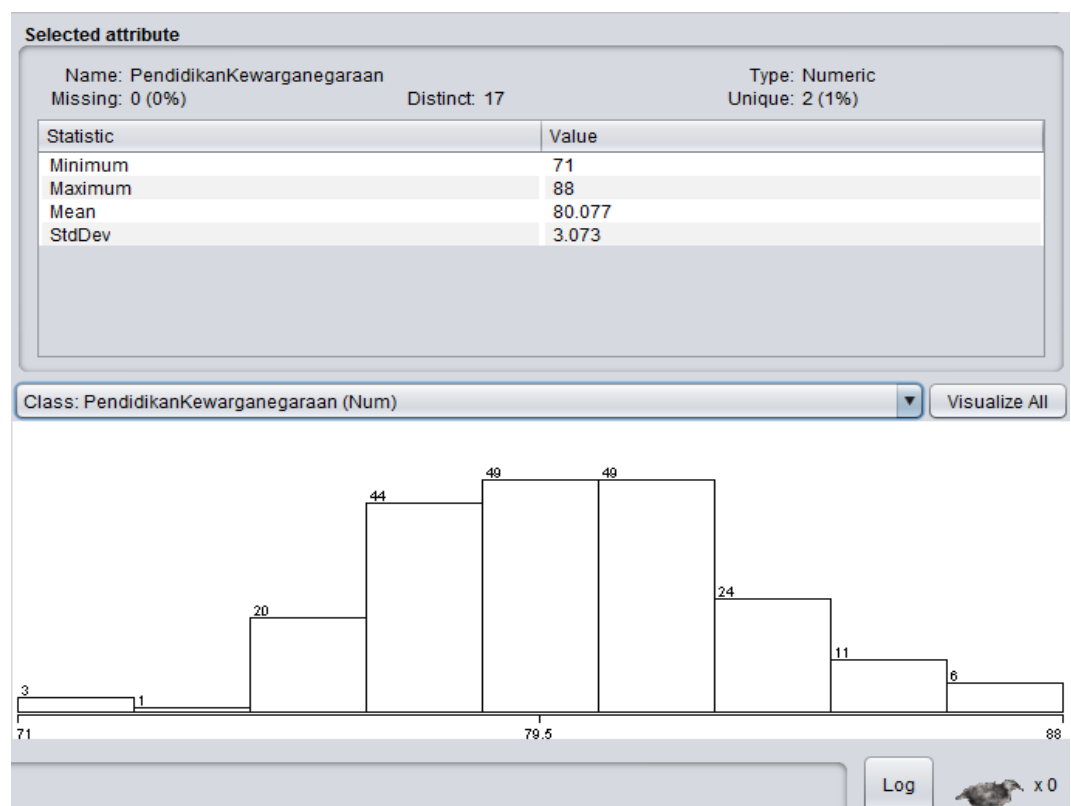 Selected attribute
Name: PendidikanKewarganegaraan Type: Numeric
Missing: 0 (0%) Distinct: 17 Unique: 2 (1%)
Statistic Value
Minimum 71
Maximum 88
Mean 80.077
StdDev 3.073
Class: PendidikanKewarganegaraan (Num) Visualize All
49 49
44
24
20
11
6
3
1
71 79.5 88
Log x 0